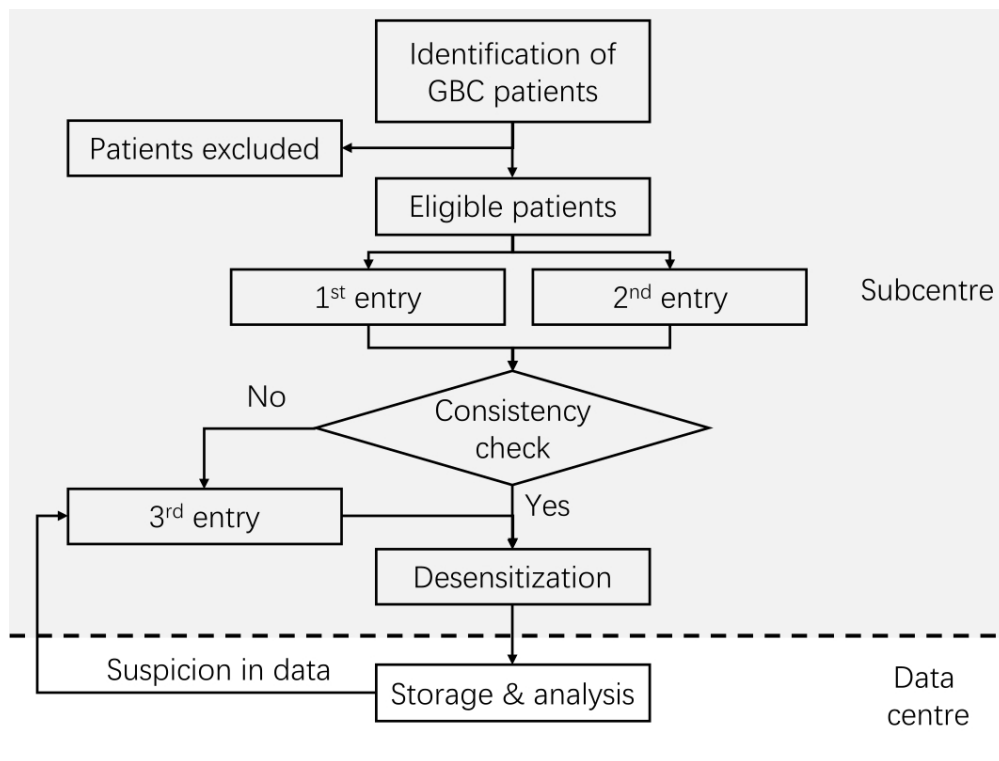 Identification of
GBC patients
Patients excluded
Eligible patients
1st entry
2nd entry
Subcentre
No
Consistency
check
Yes
3rd entry
Desensitization
Suspicion in data
Storage & analysis
Data
centre